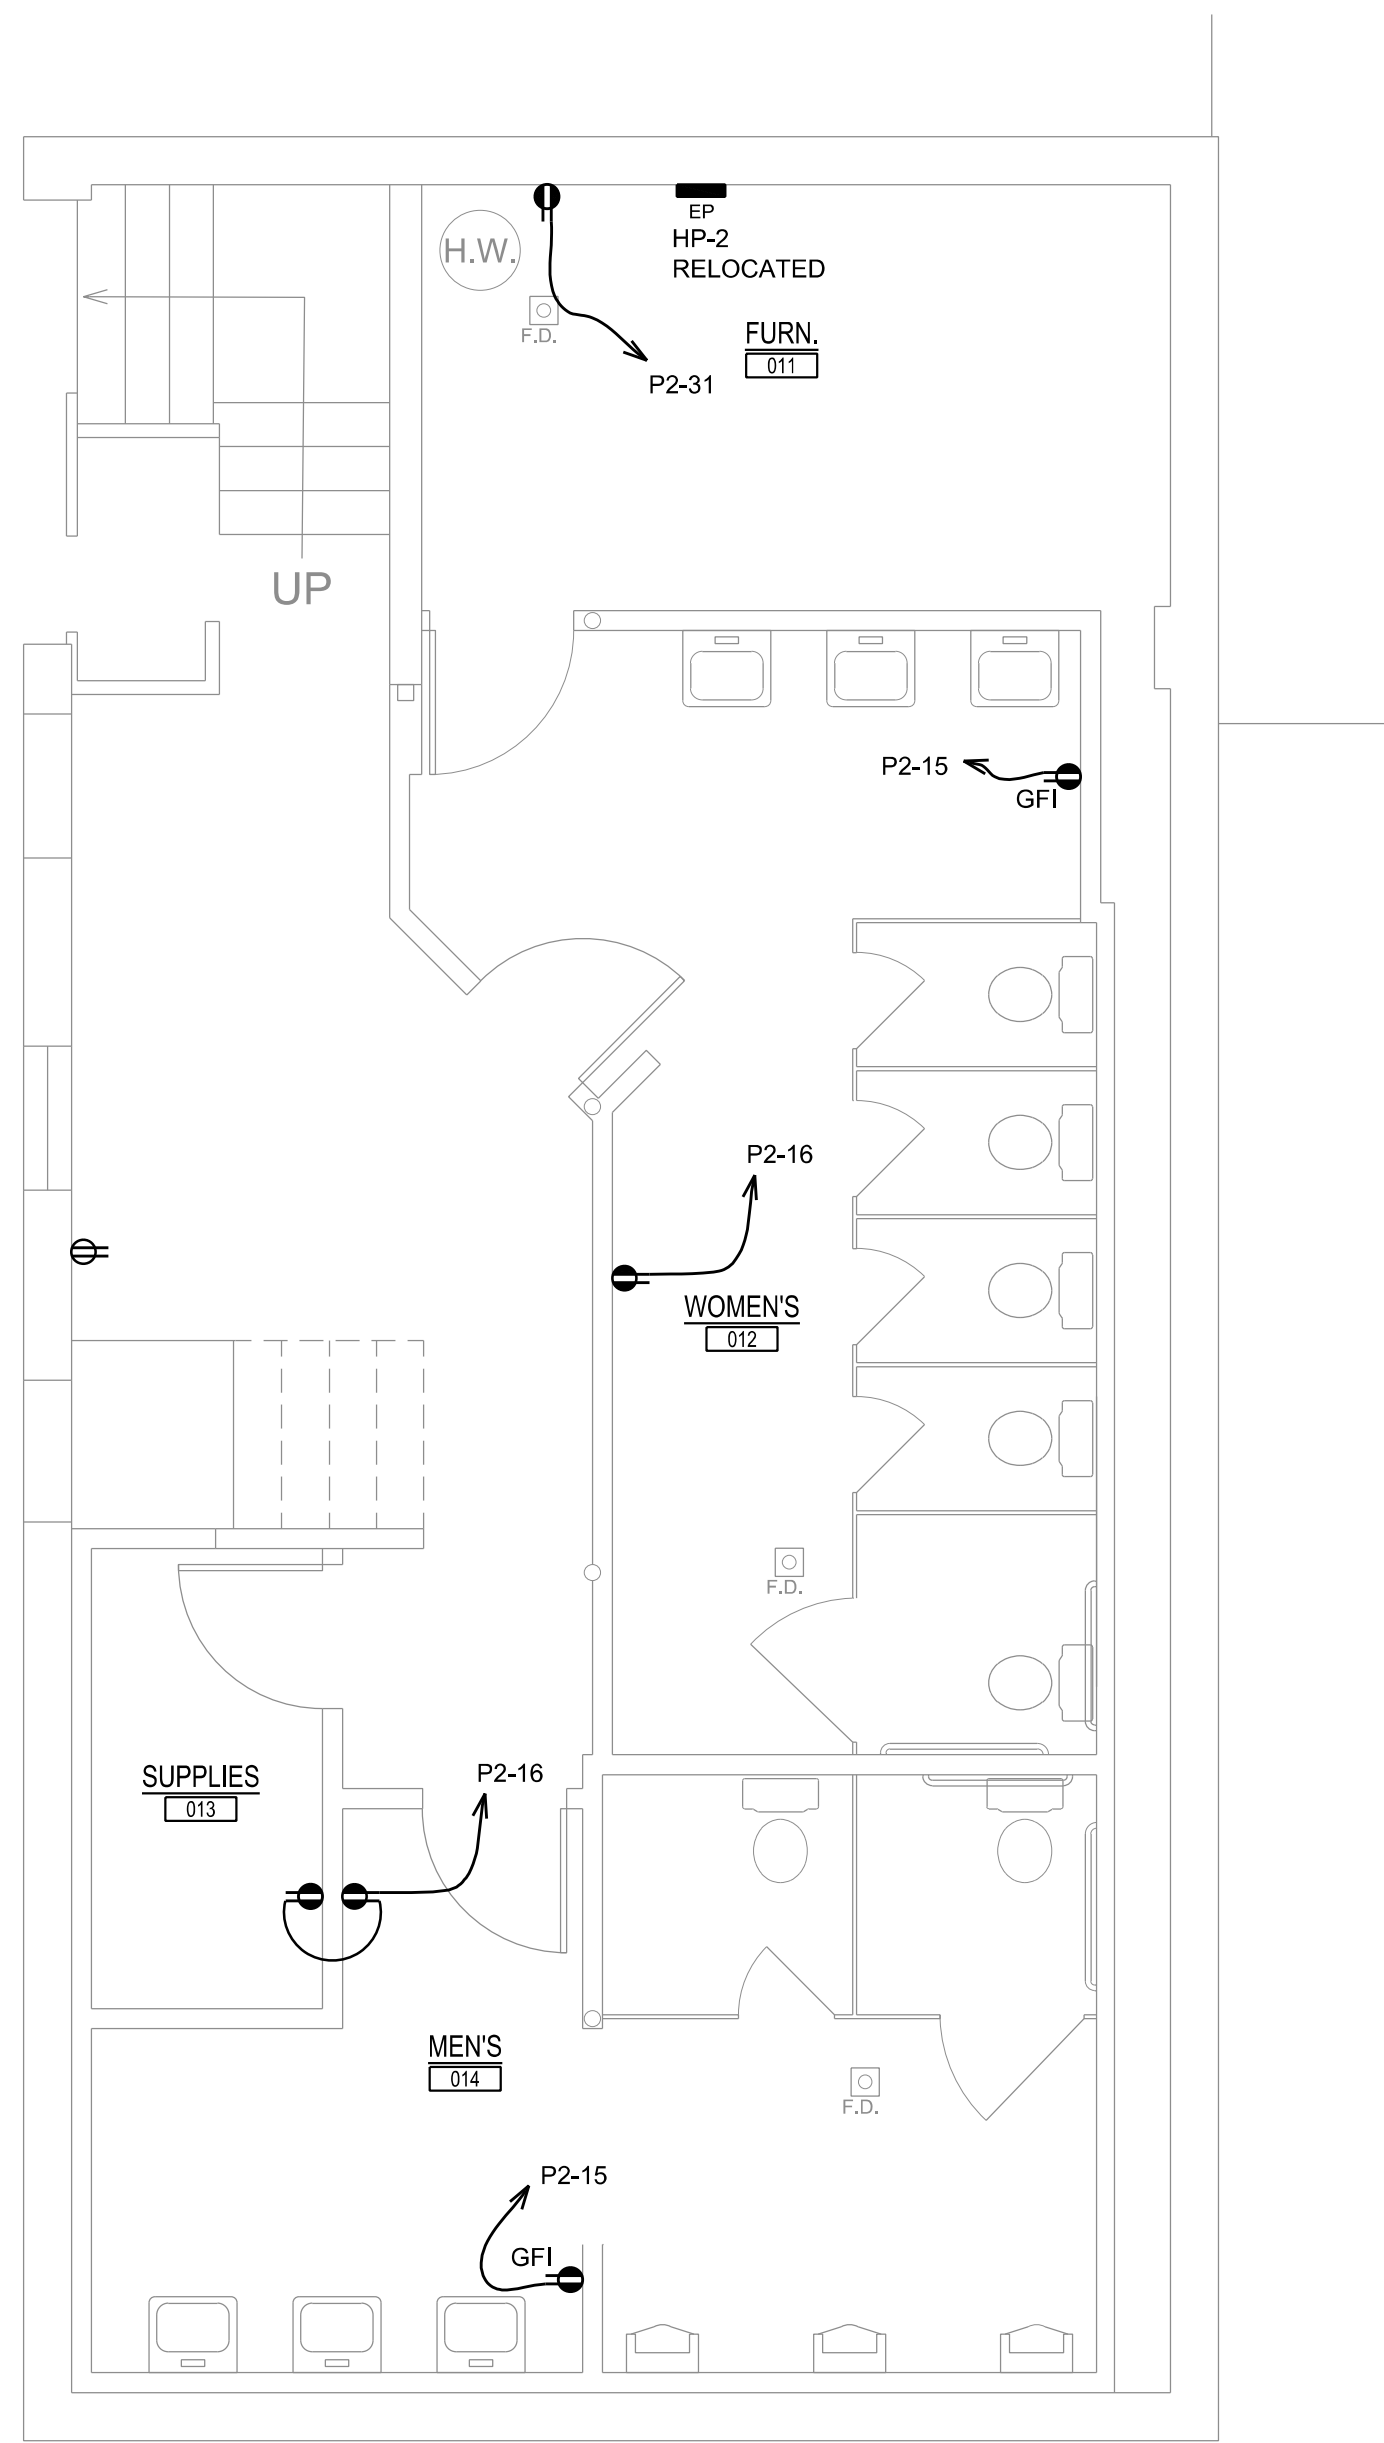 EP
H.W.
HP-2
RELOCATED
F.D.
FURN.
011
P2-31
UP
P2-15
GFI
P2-16
WOMEN'S
012
F.D.
P2-16
SUPPLIES
013
MEN'S
014
F.D.
P2-15
GFI